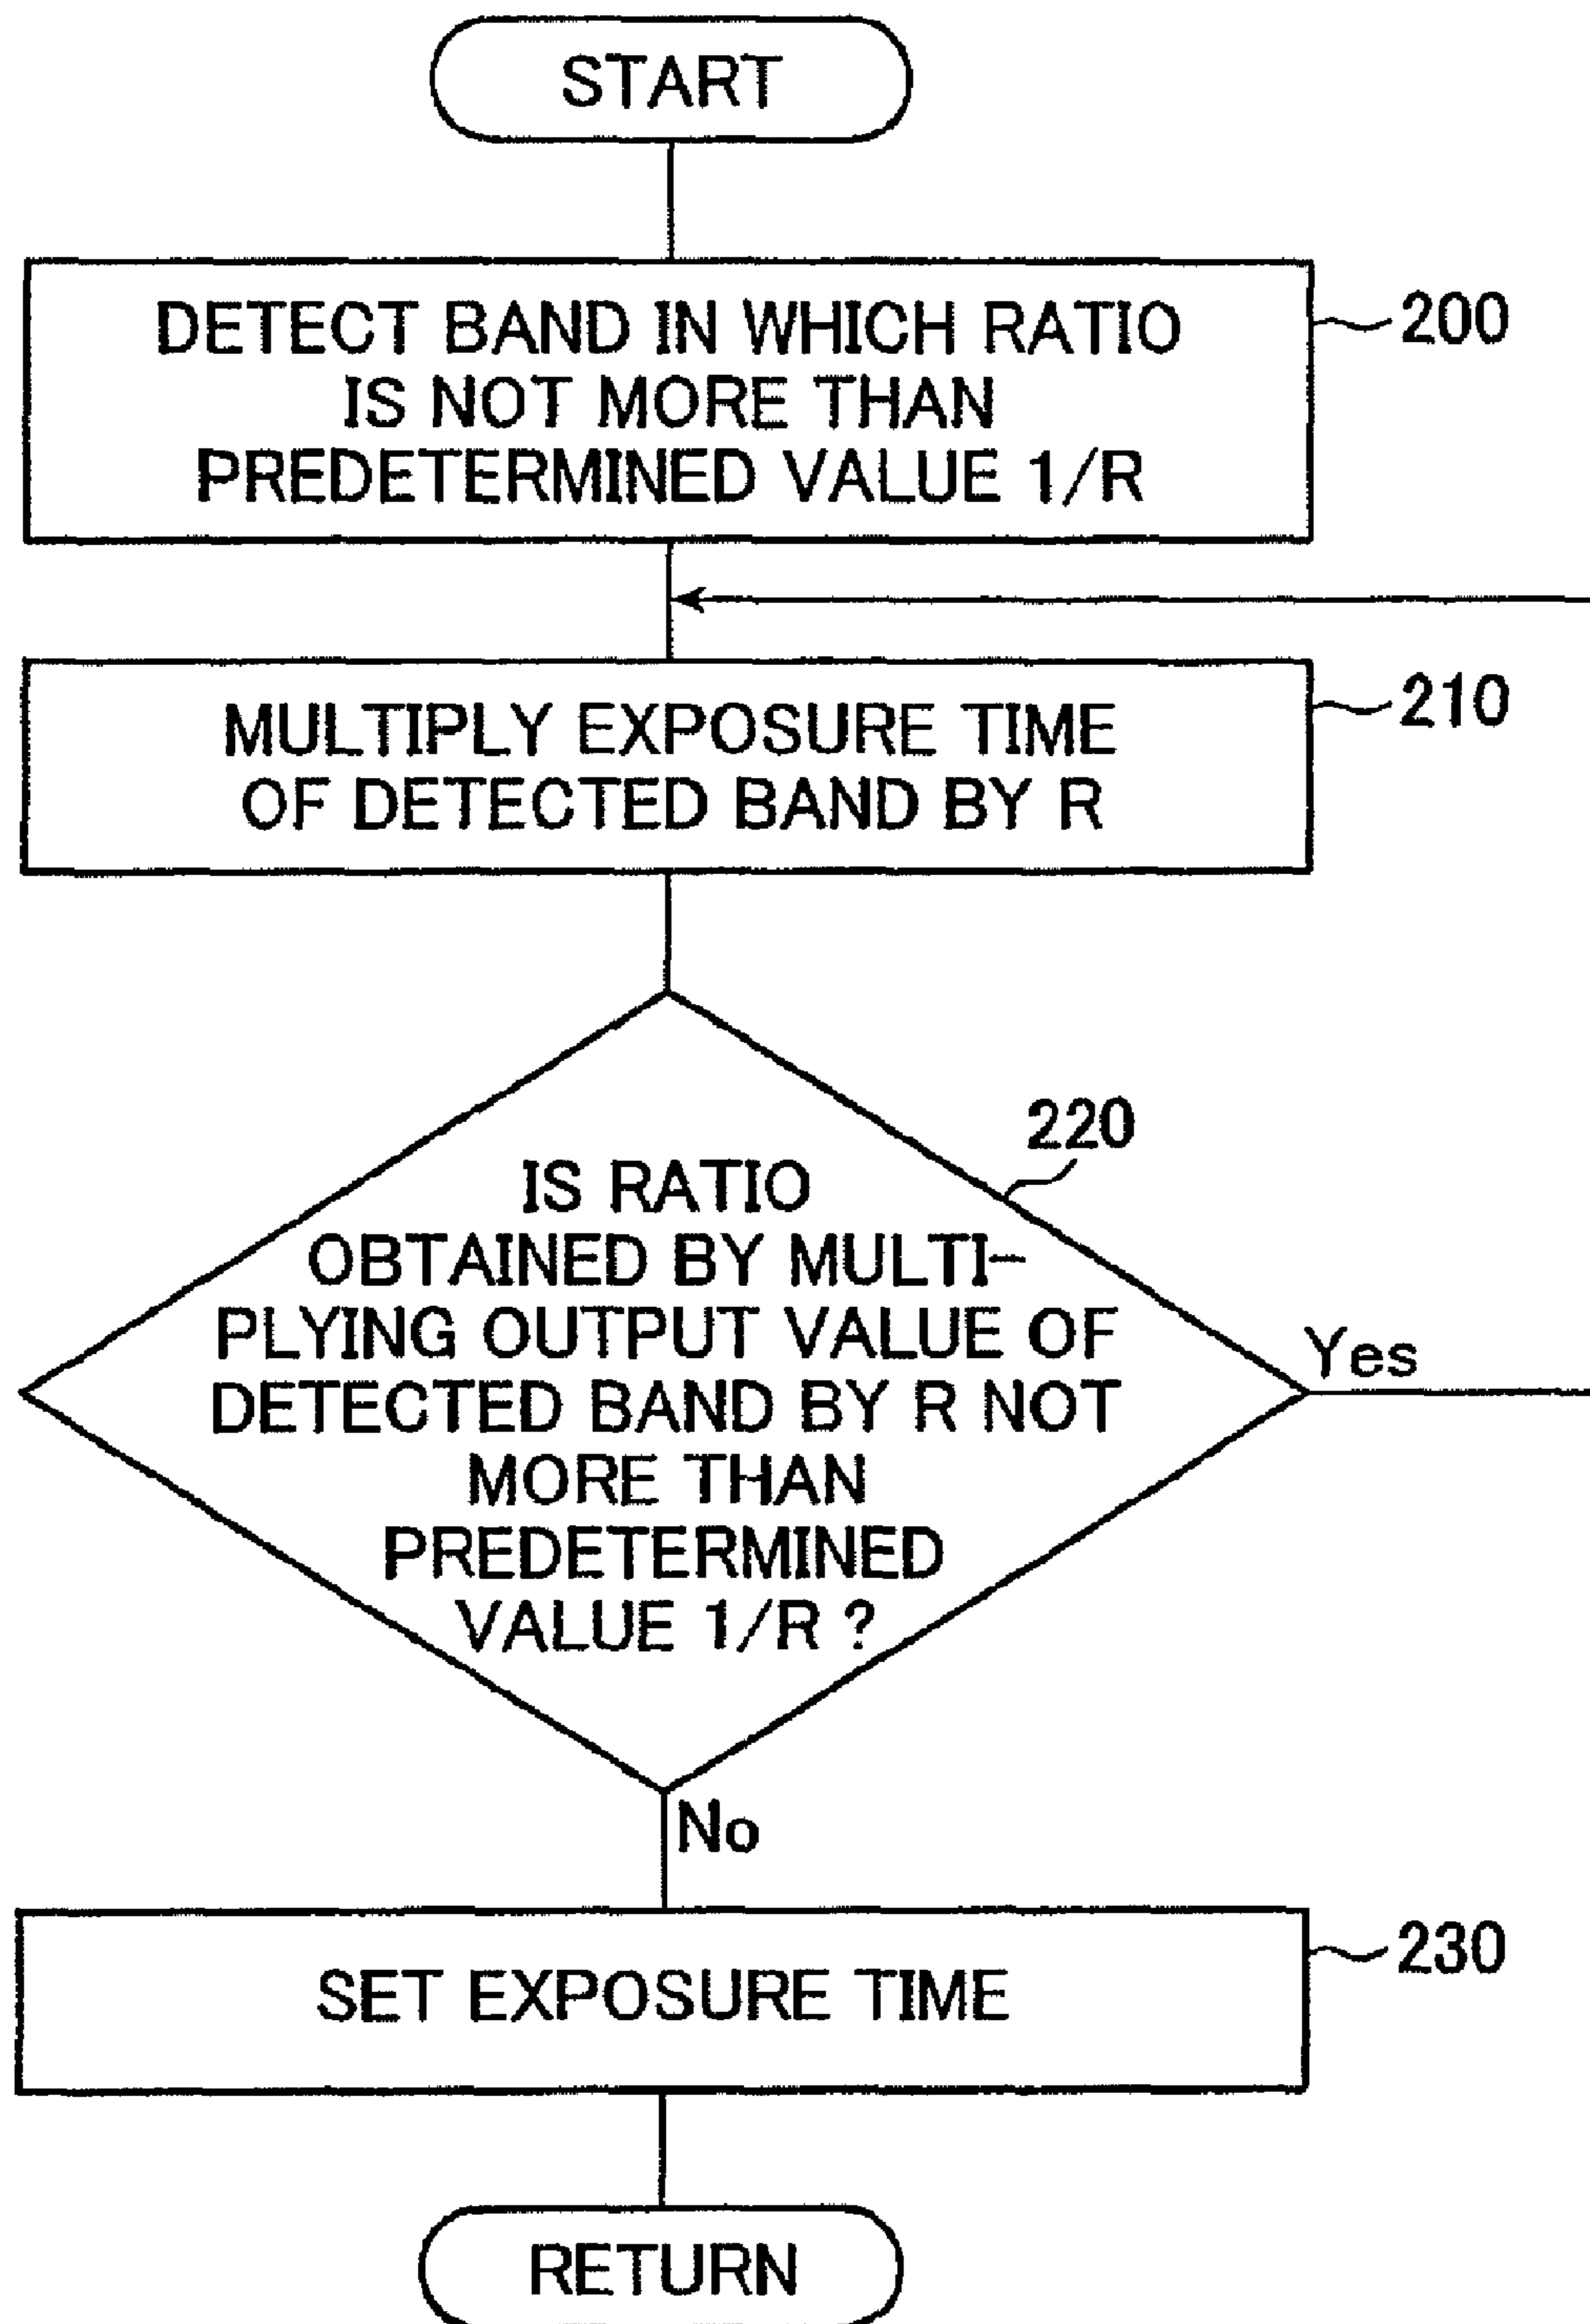 START
DETECT BAND IN WHICH RATIO
IS NOT MORE THAN
PREDETERMINED VALUE 1/R
200
MULTIPLY EXPOSURE TIME
OF DETECTED BAND BY R
210
220
IS RATIO
OBTAINED BY MULTI-
PLYING OUTPUT VALUE OF
DETECTED BAND BY R NOT
MORE THAN
PREDETERMINED
VALUE 1/R ?
Yes
No
SET EXPOSURE TIME
230
RETURN